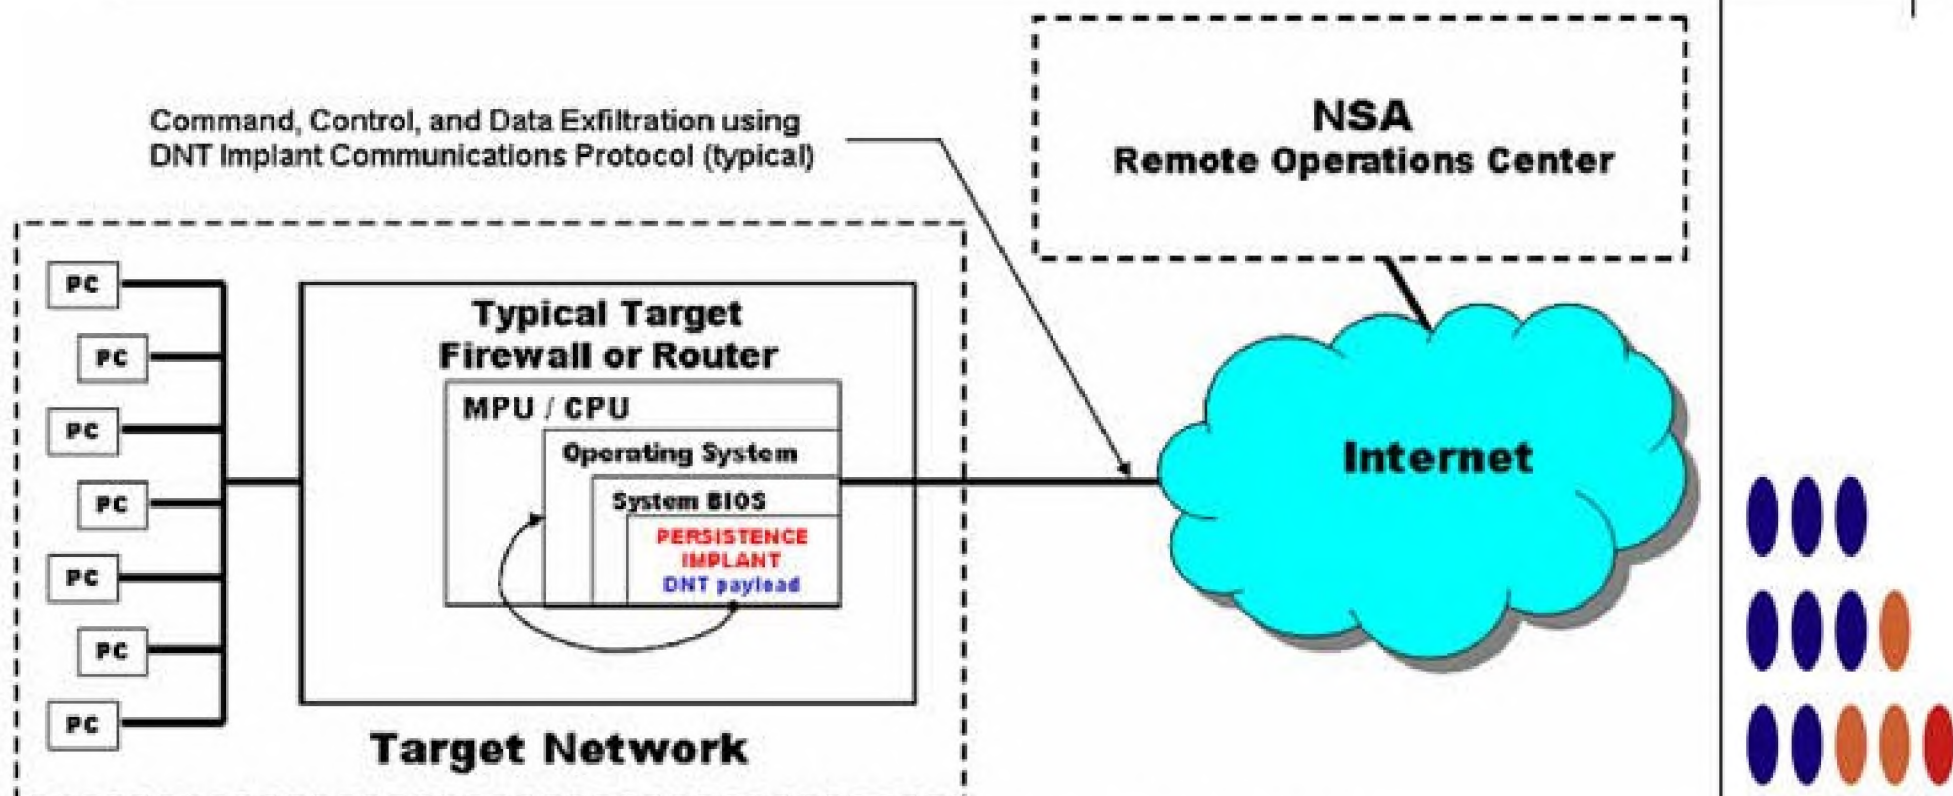 Command, Control, and Data Exfiltration using
DNT Implant Communications Protocol (typical)
NSA
Remote Operations Center
PC
PC
PC
PC
PC
PC
PC
Typical Target
Firewall or Router
MPU / CPU
Operating System
System BIOS
PERSISTENCE
IMPLANT
DNT payload
Internet
Target Network